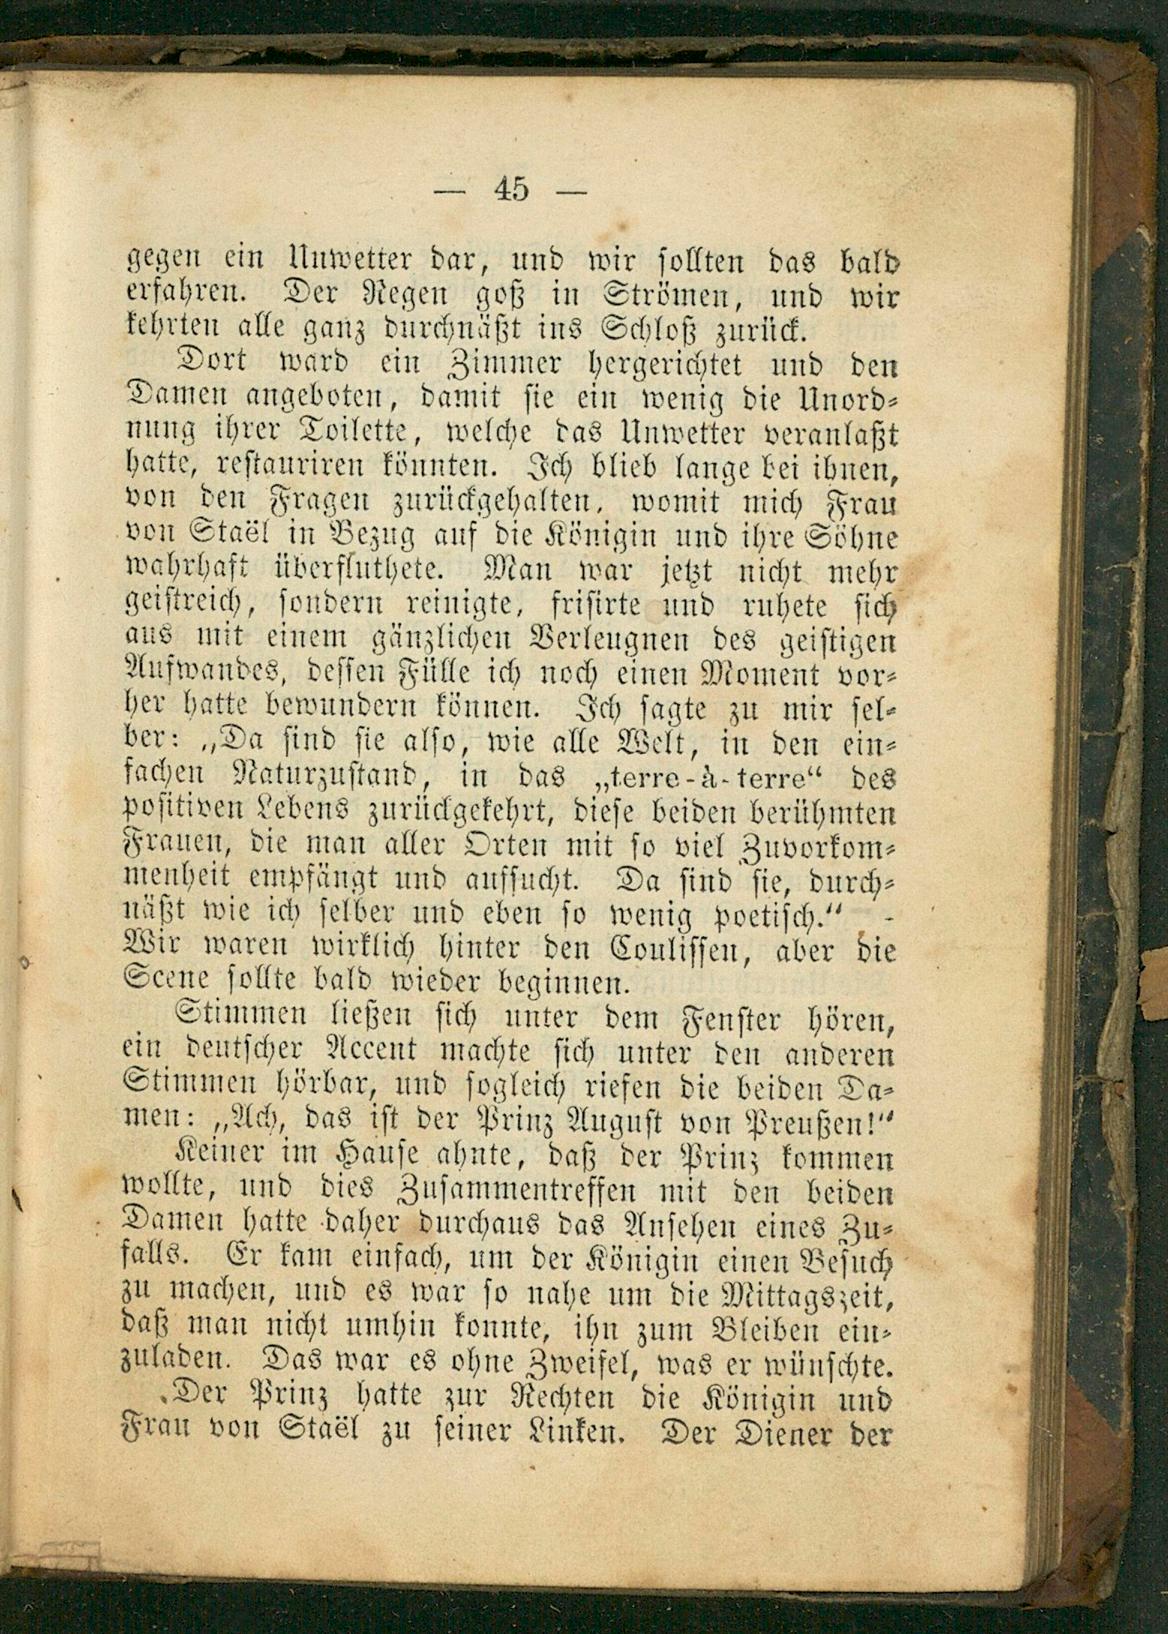 — 45 —
gegen ein Unwetter dar, und wir sollten das bald
erfahren. Der Regen goß in Strömen, und wir
kehrten alle ganz durchnäßt ins Schloß zurück.
Dort ward ein Zimmer hergerichtet und den
Damen angeboten, damit sie ein wenig die Unord-
nung ihrer Toilette, welche das Unwetter veranlaßt
hatte, restauriren könnten. Ich blieb lange bei ihnen,
von den Fragen zurückgehalten, womit mich Frau
von Staël in Bezug auf die Königin und ihre Söhne
wahrhaft überfluthete. Man war jetzt nicht mehr
geistreich, sondern reinigte, frisirte und ruhete sich
aus mit einem gänzlichen Verleugnen des geistigen
Aufwandes, dessen Fülle ich noch einen Moment vor-
her hatte bewundern können. Ich sagte zu mir sel-
ber: „Da sind sie also, wie alle Welt, in den ein-
fachen Naturzustand, in das „terre-à-terre“ des
positiven Lebens zurückgekehrt, diese beiden berühmten
Frauen, die man aller Orten mit so viel Zuvorkom-
menheit empfängt und aufsucht. Da sind sie, durch-
näßt wie ich selber und eben so wenig poetisch.“ -
Wir waren wirklich hinter den Coulissen, aber die
Scene sollte bald wieder beginnen.
Stimmen ließen sich unter dem Fenster hören,
ein deutscher Accent machte sich unter den anderen
Stimmen hörbar, und sogleich riefen die beiden Da-
men: „Ach, das ist der Prinz August von Preußen!“
Keiner im Hause ahnte, daß der Prinz kommen
wollte, und dies Zusammentreffen mit den beiden
Damen hatte daher durchaus das Ansehen eines Zu-
falls. Er kam einfach, um der Königin einen Besuch
zu machen, und es war so nahe um die Mittagszeit,
daß man nicht umhin konnte, ihn zum Bleiben ein-
zuladen. Das war es ohne Zweifel, was er wünschte.
Der Prinz hatte zur Rechten die Königin und
Frau von Staël zu seiner Linken. Der Diener der